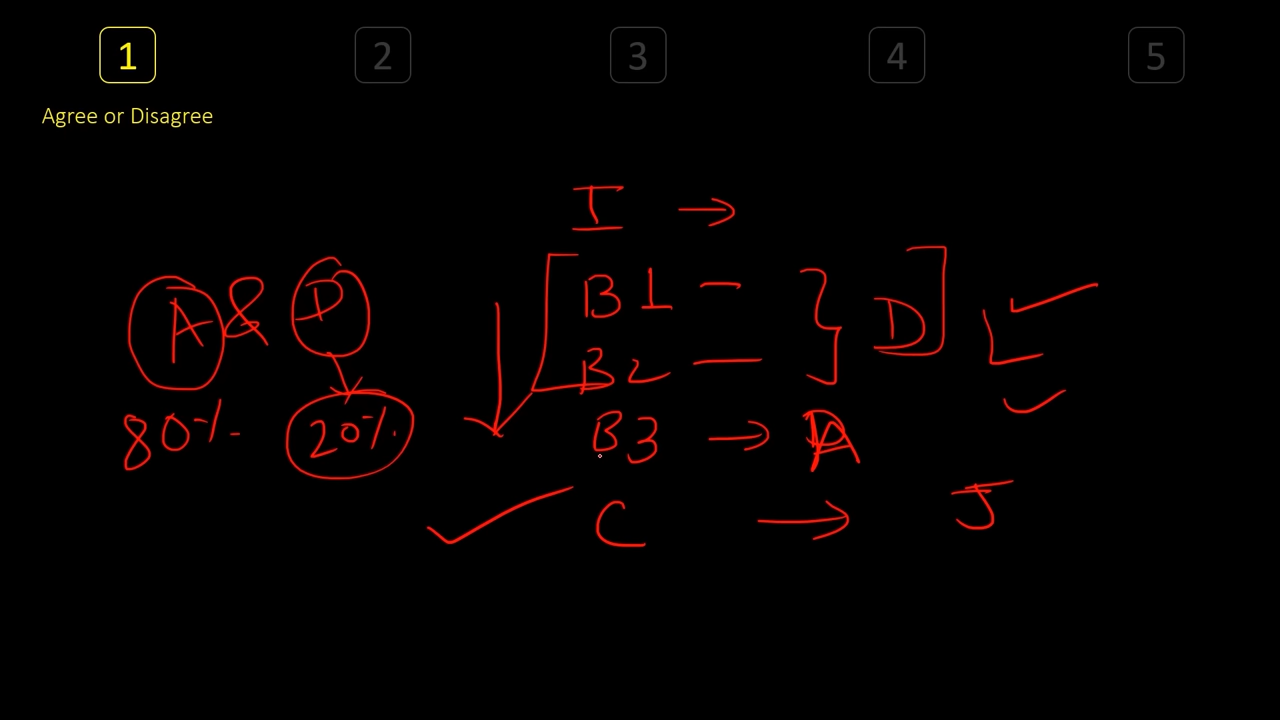 1 2 3 4 5
Agree or Disagree
I →
A & D
B1 – } D
B2 —
B3 → A
80% 20%
C → J